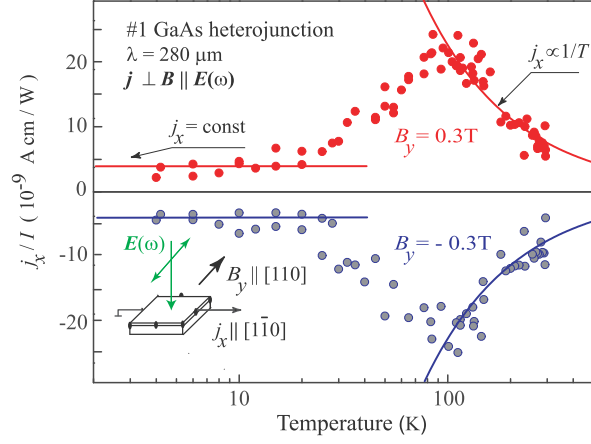 #1 GaAs heterojunction
λ = 280 μm
j ⊥ B ∥ E(ω)
j_x ∝ 1/T
j_x = const
B_y = 0.3T
20
10
0
-10
-20
j_x / I ( 10⁻⁹ A cm / W )
B_y = - 0.3T
E(ω)
B_y ∥ [110]
j_x ∥ [11̄0]
10
100
Temperature (K)